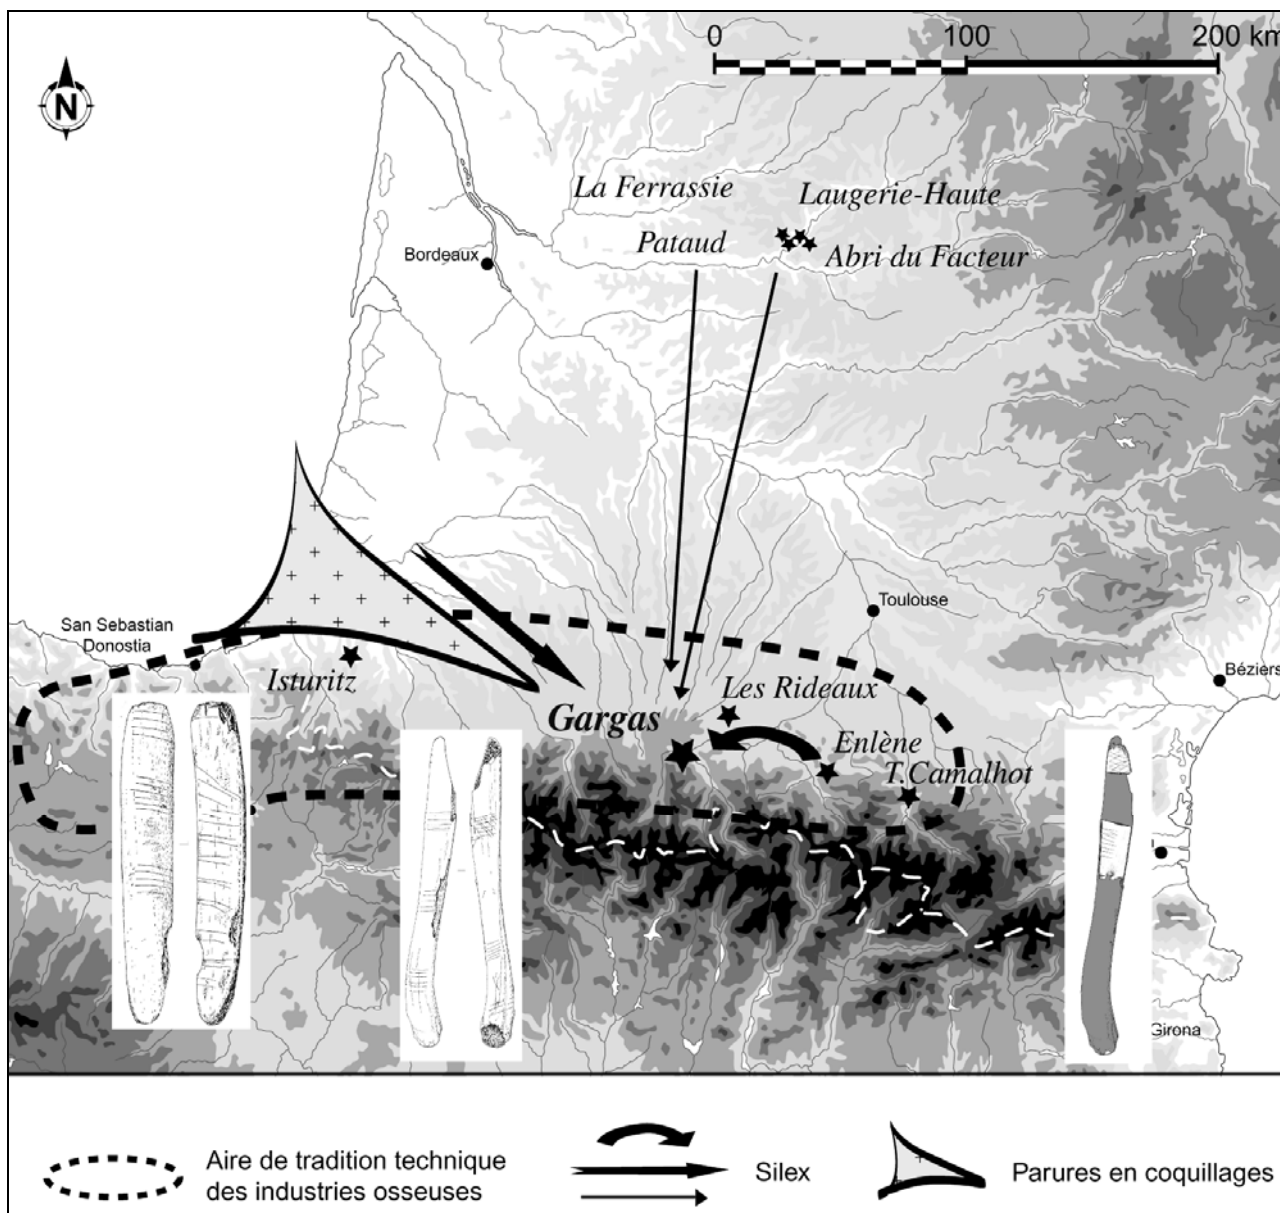 0 100 200 km
N
La Ferrassie
Laugerie-Haute
Pataud
Abri du Facteur
Bordeaux
Toulouse
San Sebastian
Donostia
Isturitz
Béziers
Les Rideaux
Gargas
Enlène
T.Camalhot
Girona
Aire de tradition technique
des industries osseuses
Silex
Parures en coquillages